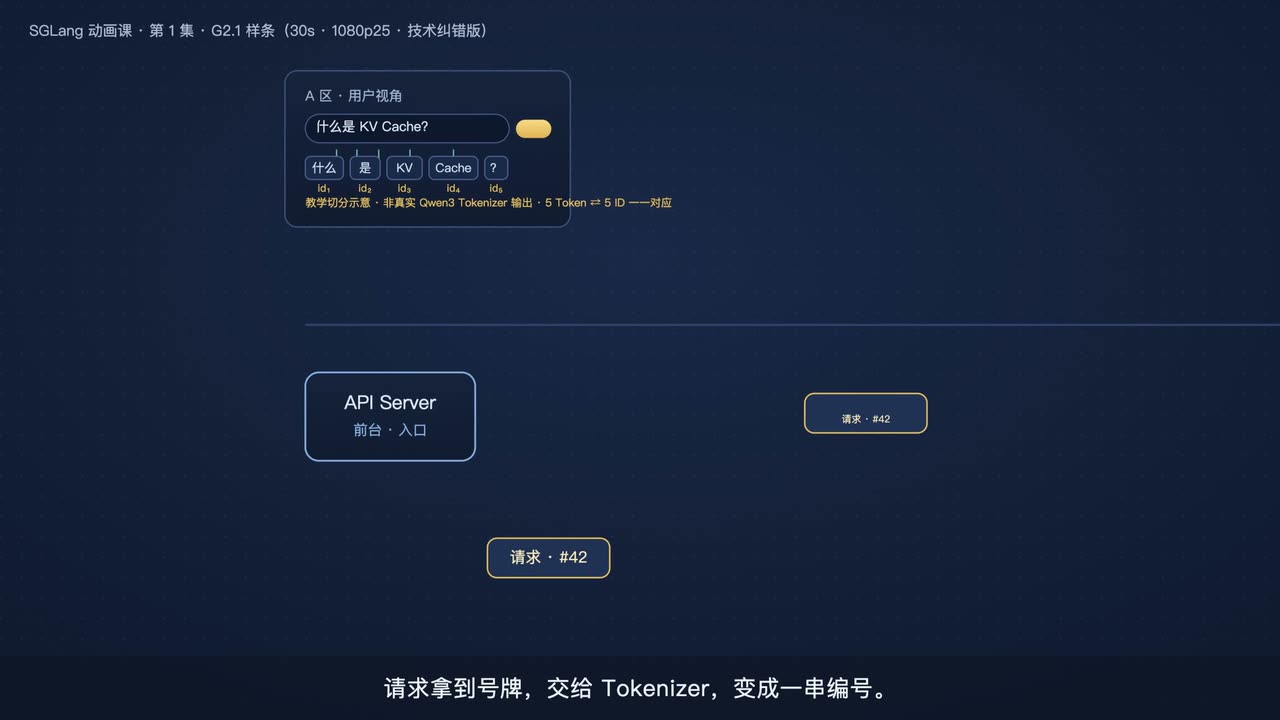 SGLang 动画课 · 第 1 集 · G2.1 样条（30s · 1080p25 · 技术纠错版）
A 区 · 用户视角
什么是 KV Cache?
什么 是 KV Cache ?
id₁ id₂ id₃ id₄ id₅
教学切分示意 · 非真实 Qwen3 Tokenizer 输出 · 5 Token ⇄ 5 ID 一一对应
API Server
前台 · 入口
请求 · #42
请求 · #42
请求拿到号牌，交给 Tokenizer，变成一串编号。